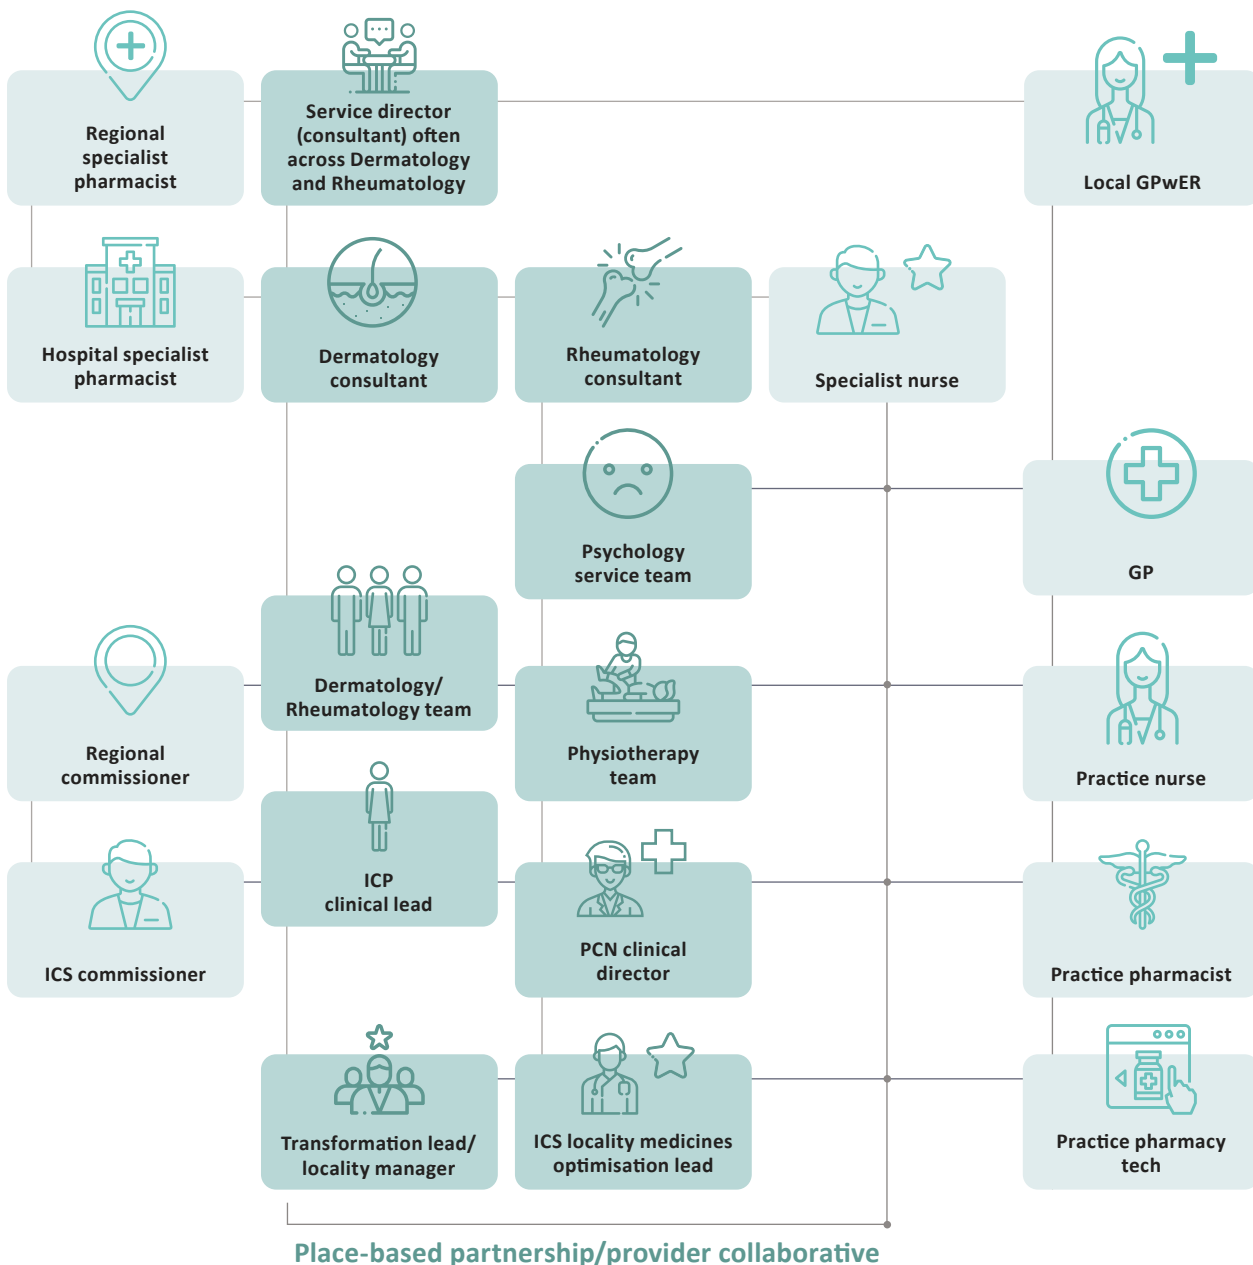 Regional
specialist
pharmacist
Service director
(consultant) often
across Dermatology
and Rheumatology
Local GPwER
Hospital specialist
pharmacist
Dermatology
consultant
Rheumatology
consultant
Specialist nurse
Psychology
service team
GP
Regional
commissioner
Dermatology/
Rheumatology team
Physiotherapy
team
Practice nurse
ICS commissioner
ICP
clinical lead
PCN clinical
director
Practice pharmacist
Transformation lead/
locality manager
ICS locality medicines
optimisation lead
Practice pharmacy
tech
Place-based partnership/provider collaborative